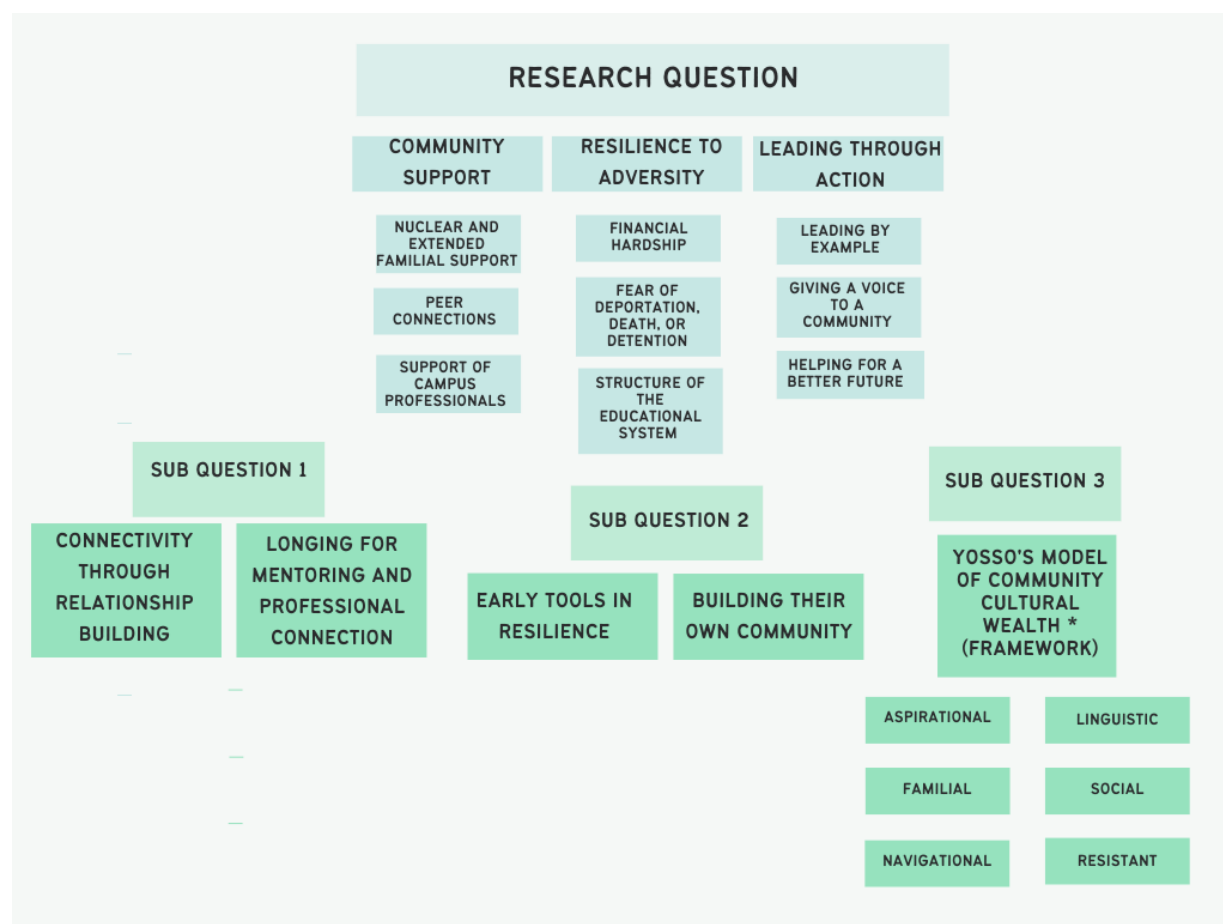 RESEARCH QUESTION
COMMUNITY
SUPPORT
NUCLEAR AND
EXTENDED
FAMILIAL SUPPORT
PEER
CONNECTIONS
SUPPORT OF
CAMPUS
PROFESSIONALS
RESILIENCE TO
ADVERSITY
FINANCIAL
HARDSHIP
FEAR OF
DEPORTATION,
DEATH, OR
DETENTION
STRUCTURE OF
THE
EDUCATIONAL
SYSTEM
LEADING THROUGH
ACTION
LEADING BY
EXAMPLE
GIVING A VOICE
TO A
COMMUNITY
HELPING FOR A
BETTER FUTURE
SUB QUESTION 1
CONNECTIVITY
THROUGH
RELATIONSHIP
BUILDING
LONGING FOR
MENTORING AND
PROFESSIONAL
CONNECTION
SUB QUESTION 2
EARLY TOOLS IN
RESILIENCE
BUILDING THEIR
OWN COMMUNITY
SUB QUESTION 3
YOSSO'S MODEL
OF COMMUNITY
CULTURAL
WEALTH *
(FRAMEWORK)
ASPIRATIONAL
LINGUISTIC
FAMILIAL
SOCIAL
NAVIGATIONAL
RESISTANT